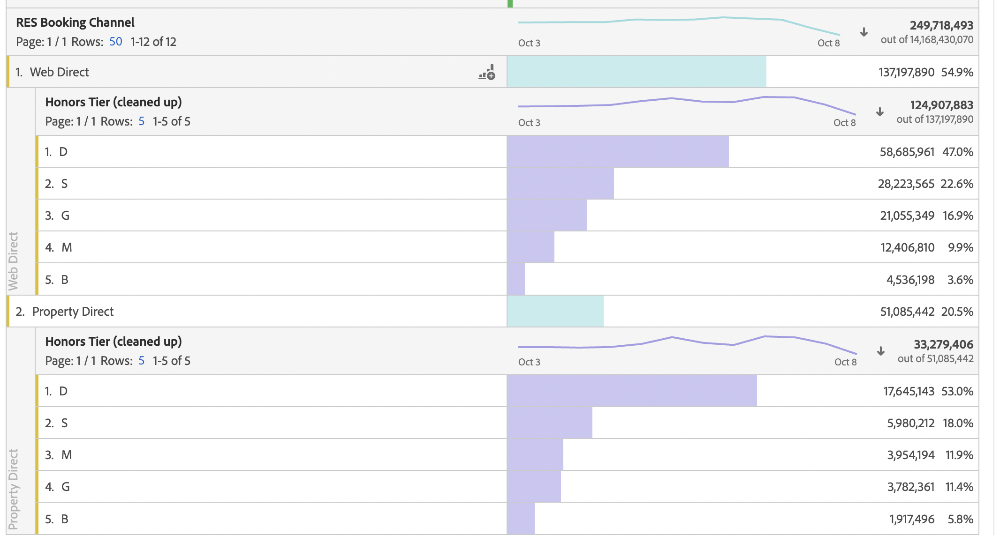 RES Booking Channel
Page: 1 / 1 Rows: 50 1-12 of 12
Oct 3
Oct 8
249,718,493
out of 14,168,430,070
1. Web Direct
137,197,890 54.9%
Web Direct
Honors Tier (cleaned up)
Page: 1 / 1 Rows: 5 1-5 of 5
Oct 3
Oct 8
124,907,883
out of 137,197,890
1. D 58,685,961 47.0%
2. S 28,223,565 22.6%
3. G 21,055,349 16.9%
4. M 12,406,810 9.9%
5. B 4,536,198 3.6%
2. Property Direct 51,085,442 20.5%
Property Direct
Honors Tier (cleaned up)
Page: 1 / 1 Rows: 5 1-5 of 5
Oct 3
Oct 8
33,279,406
out of 51,085,442
1. D 17,645,143 53.0%
2. S 5,980,212 18.0%
3. M 3,954,194 11.9%
4. G 3,782,361 11.4%
5. B 1,917,496 5.8%